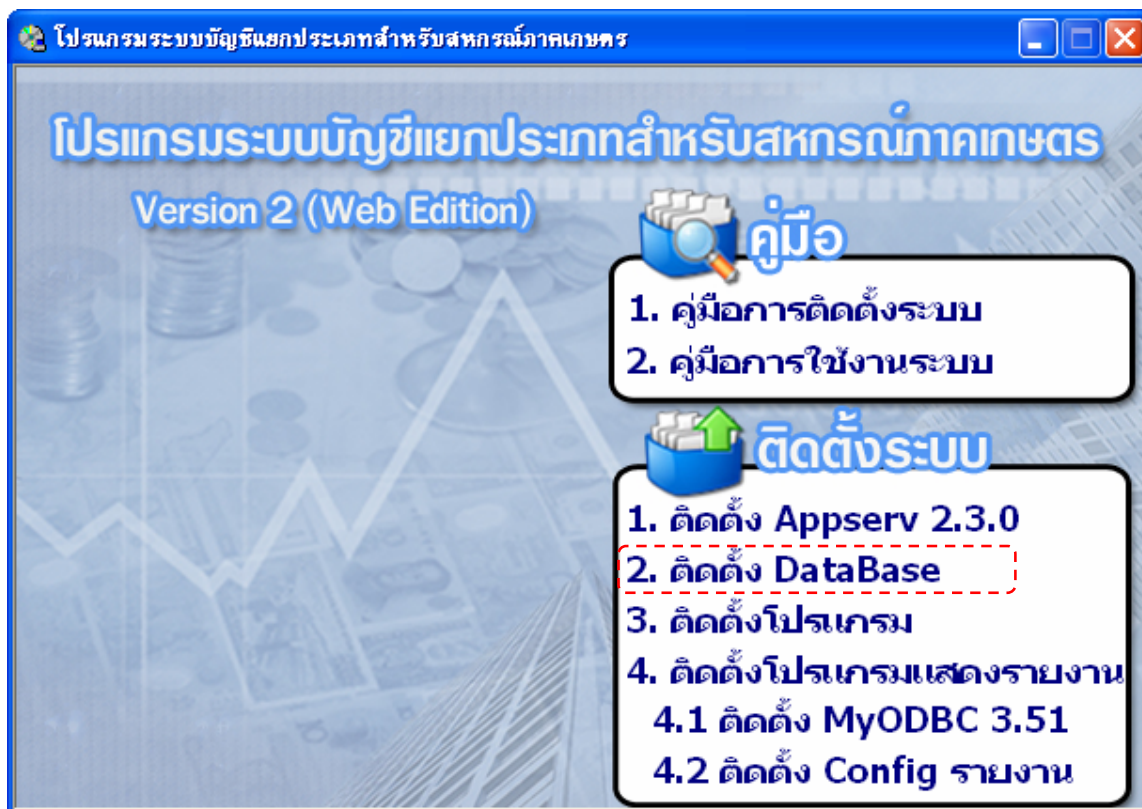 โปรแกรมระบบบัญชีแยกประเภทสำหรับสหกรณ์ภาคเกษตร
โปรแกรมระบบบัญชีแยกประเภทสำหรับสหกรณ์ภาคเกษตร
Version 2 (Web Edition)
คู่มือ
1. คู่มือการติดตั้งระบบ
2. คู่มือการใช้งานระบบ
ติดตั้งระบบ
1. ติดตั้ง Appserv 2.3.0
2. ติดตั้ง DataBase
3. ติดตั้งโปรแกรม
4. ติดตั้งโปรแกรมแสดงรายงาน
4.1 ติดตั้ง MyODBC 3.51
4.2 ติดตั้ง Config รายงาน